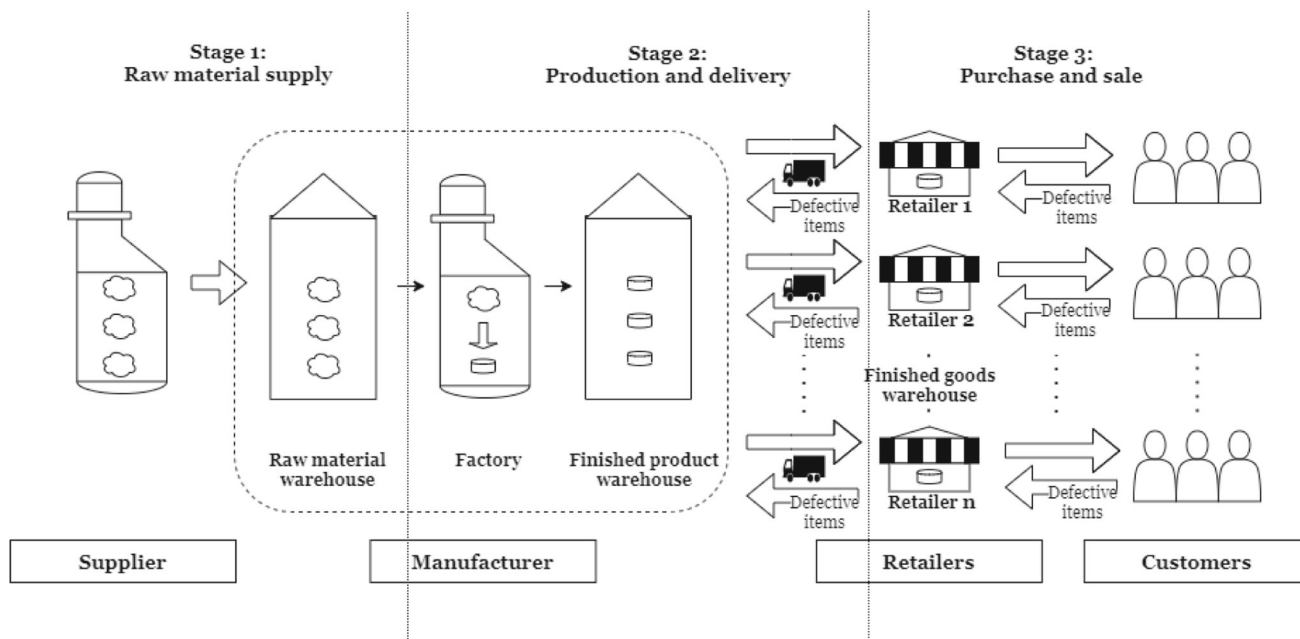 Stage 1:
Raw material supply
Stage 2:
Production and delivery
Stage 3:
Purchase and sale
Defective
items
Retailer 1
Defective
items
Defective
items
Retailer 2
Defective
items
Finished goods
warehouse
Raw material
warehouse
Factory
Finished product
warehouse
Defective
items
Retailer n
Defective
items
Supplier
Manufacturer
Retailers
Customers